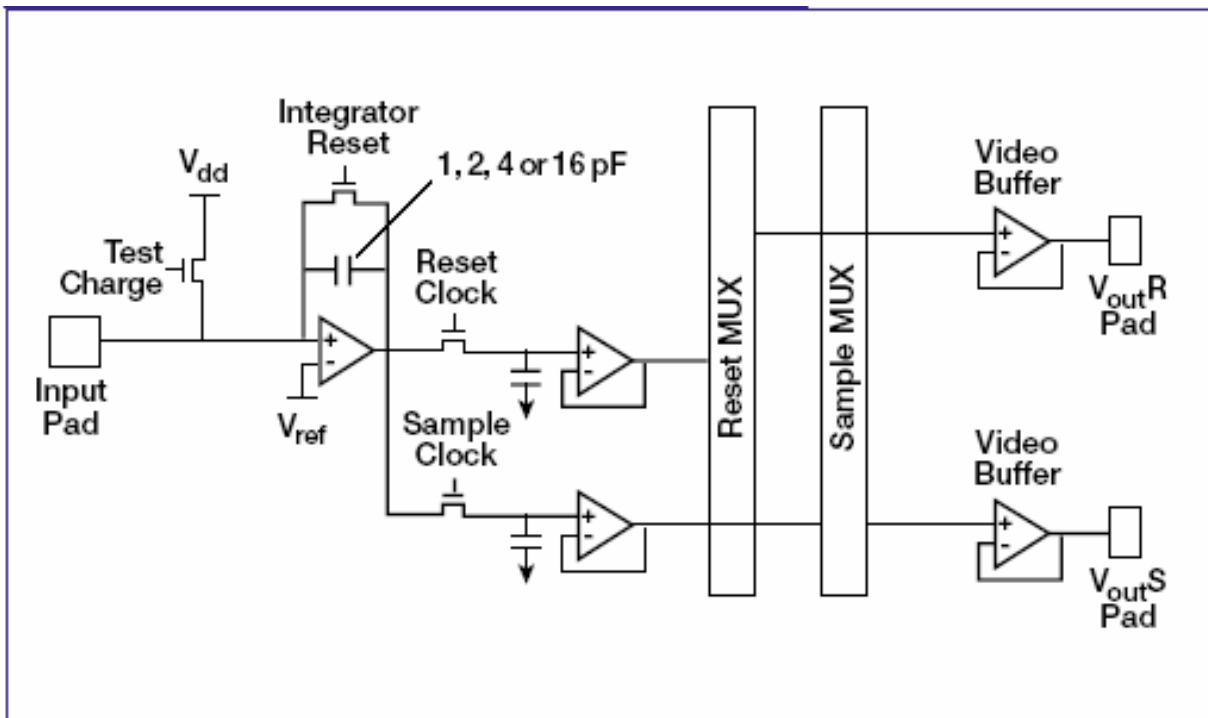 Integrator
Reset
1, 2, 4 or 16 pF
Vdd
Test
Charge
Input
Pad
+
-
Vref
Reset
Clock
+
-
Sample
Clock
+
-
Reset MUX
Sample MUX
Video
Buffer
+
-
VoutR
Pad
Video
Buffer
+
-
VoutS
Pad